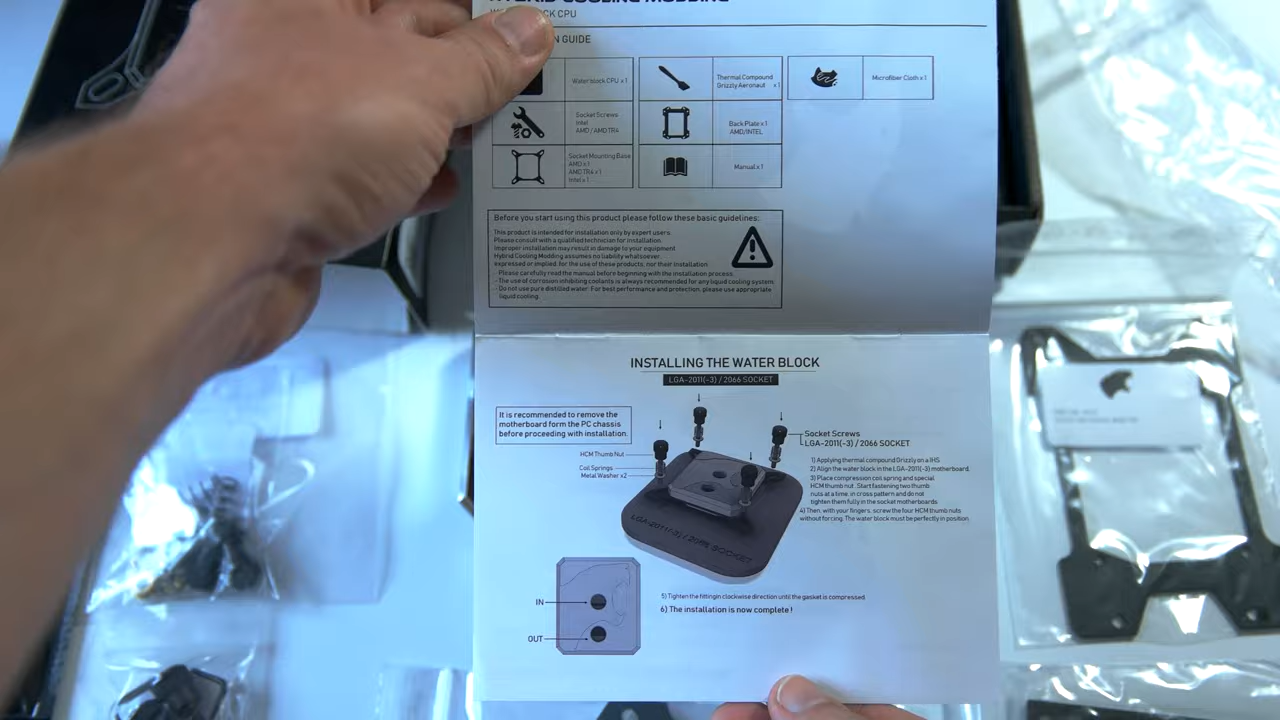 HYBRID COOLING MODDING
CK CPU
N GUIDE
Waterblock CPU x1
Thermal Compound
Grizzly Aeronaut x1
Microfiber Cloth x1
Socket Screws
Intel
AMD / AMD TR4
Back Plate x 1
AMD/INTEL
Socket Mounting Base
AMD x 1
AMD TR4 x 1
Intel x 1
Manual x 1
Before you start using this product please follow these basic guidelines:
This product is intended for installation only by expert users.
Please consult with a qualified technician for installation.
Improper installation may result in damage to your equipment
Hybrid Cooling Modding assumes no liability whatsoever
expressed or implied, for the use of these products, nor their installation.
- Please carefully read the manual before beginning with the installation process.
- The use of corrosion inhibiting coolants is always recommended for any liquid cooling system
- Do not use pure distilled water. For best performance and protection, please use appropriate
liquid cooling.
INSTALLING THE WATER BLOCK
LGA-2011(-3) / 2066 SOCKET
It is recommended to remove the
motherboard form the PC chassis
before proceeding with installation.
HCM Thumb Nut
Coil Springs
Metal Washer x2
Socket Screws
LGA-2011(-3) / 2066 SOCKET
1) Applying thermal compound Grizzly on a IHS.
2) Align the water block in the LGA-2011(-3) motherboard.
3) Place compression coil spring and special
HCM thumb nut. Start fastening two thumb
nuts at a time, in cross pattern and do not
tighten them fully in the socket motherboards
4) Then, with your fingers, screw the four HCM thumb nuts
without forcing. The water block must be perfectly in position.
LGA-2011(-3) / 2066 SOCKET
IN
OUT
5) Tighten the fittingin clockwise direction until the gasket is compressed.
6) The installation is now complete !